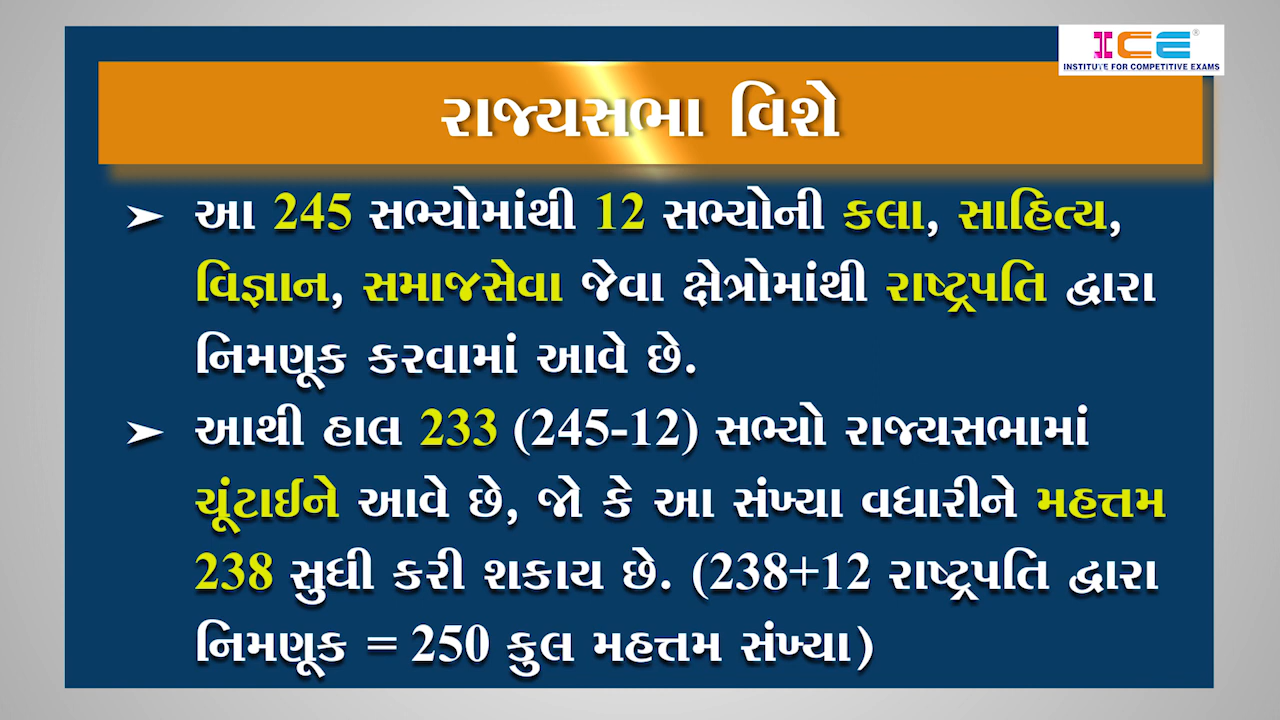 ICE®
INSTITUTE FOR COMPETITIVE EXAMS
રાજ્યસભા વિશે
➤ આ 245 સભ્યોમાંથી 12 સભ્યોની કલા, સાહિત્ય,
વિજ્ઞાન, સમાજસેવા જેવા ક્ષેત્રોમાંથી રાષ્ટ્રપતિ દ્વારા
નિમણૂક કરવામાં આવે છે.
➤ આથી હાલ 233 (245-12) સભ્યો રાજ્યસભામાં
ચૂંટાઈને આવે છે, જો કે આ સંખ્યા વધારીને મહત્તમ
238 સુધી કરી શકાય છે. (238+12 રાષ્ટ્રપતિ દ્વારા
નિમણૂક = 250 કુલ મહત્તમ સંખ્યા)